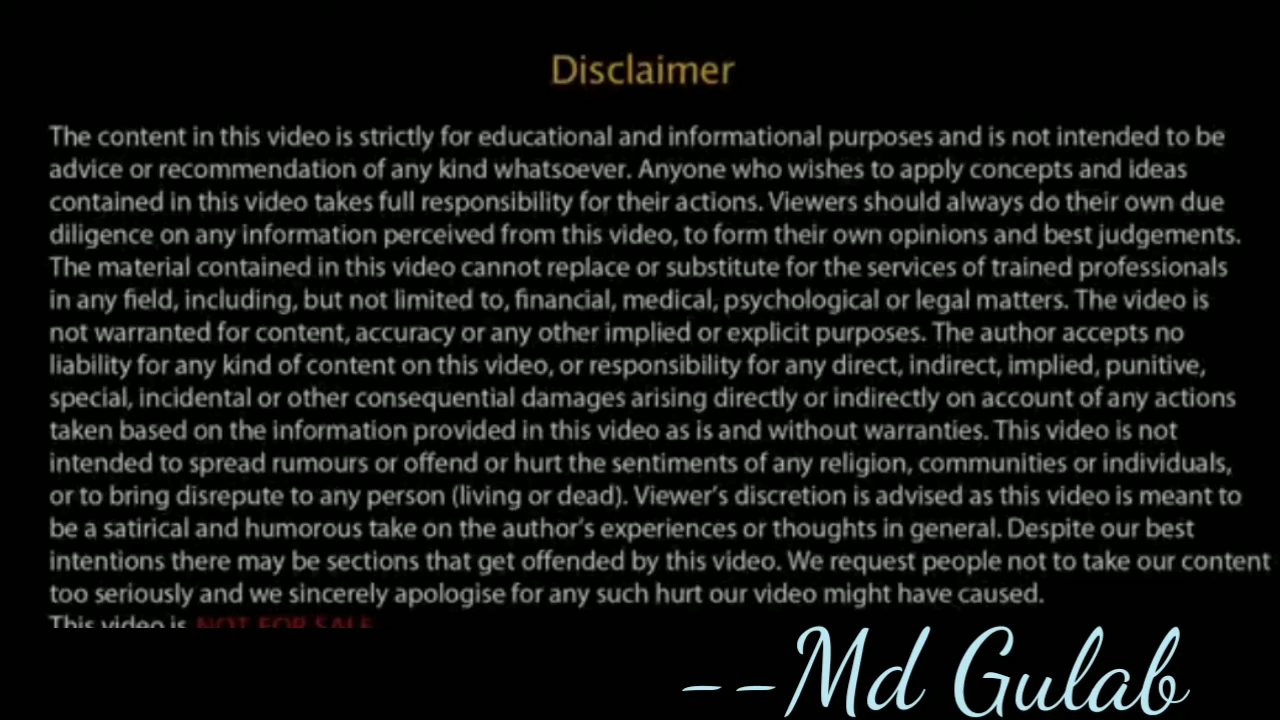 Disclaimer
The content in this video is strictly for educational and informational purposes and is not intended to be
advice or recommendation of any kind whatsoever. Anyone who wishes to apply concepts and ideas
contained in this video takes full responsibility for their actions. Viewers should always do their own due
diligence on any information perceived from this video, to form their own opinions and best judgements.
The material contained in this video cannot replace or substitute for the services of trained professionals
in any field, including, but not limited to, financial, medical, psychological or legal matters. The video is
not warranted for content, accuracy or any other implied or explicit purposes. The author accepts no
liability for any kind of content on this video, or responsibility for any direct, indirect, implied, punitive,
special, incidental or other consequential damages arising directly or indirectly on account of any actions
taken based on the information provided in this video as is and without warranties. This video is not
intended to spread rumours or offend or hurt the sentiments of any religion, communities or individuals,
or to bring disrepute to any person (living or dead). Viewer's discretion is advised as this video is meant to
be a satirical and humorous take on the author's experiences or thoughts in general. Despite our best
intentions there may be sections that get offended by this video. We request people not to take our content
too seriously and we sincerely apologise for any such hurt our video might have caused.
This video is NOT FOR SALE
--Md Gulab